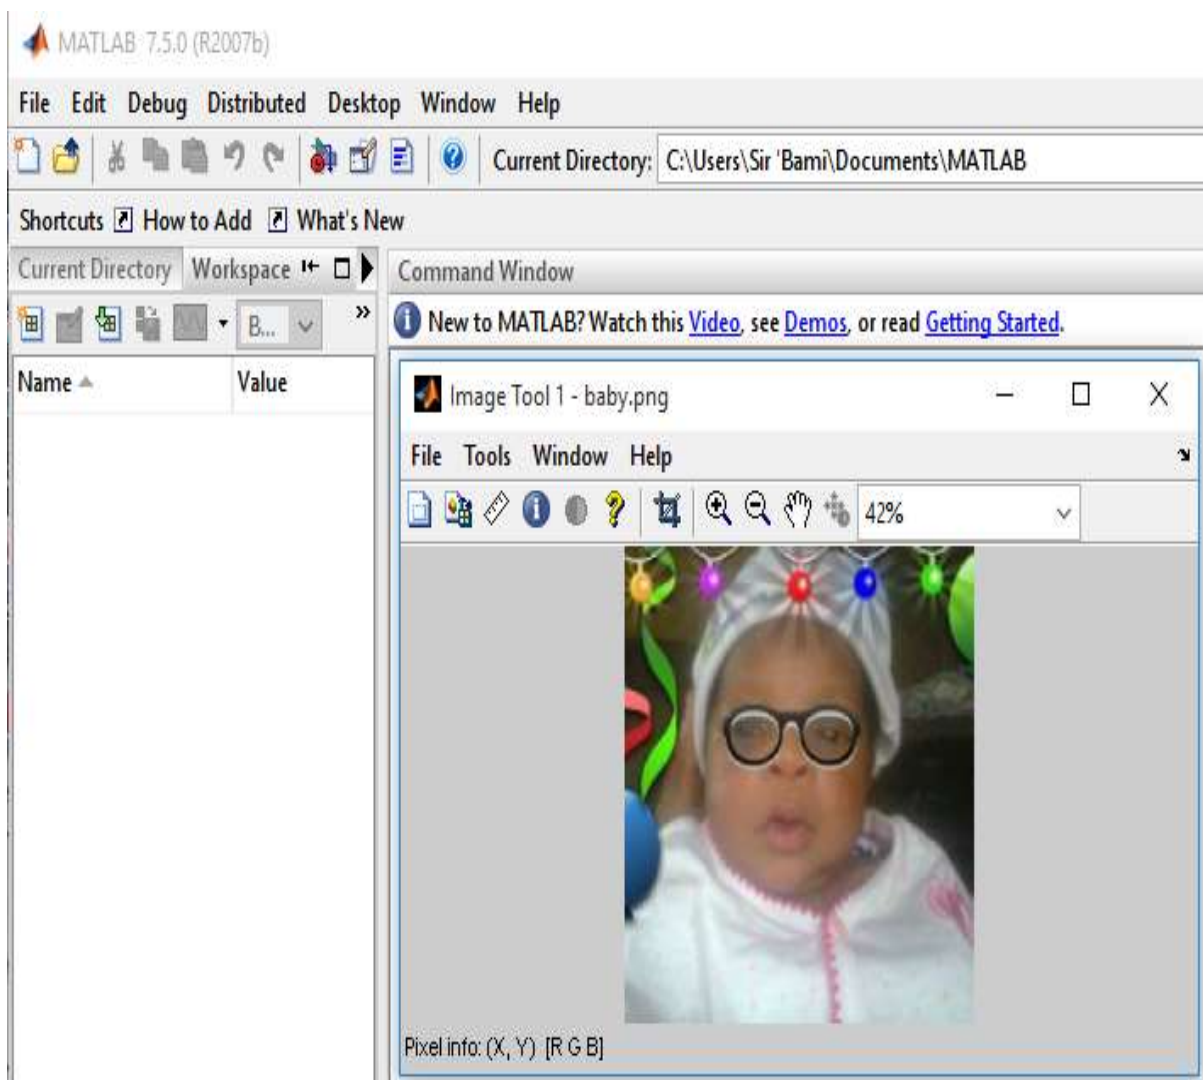 MATLAB 7.5.0 (R2007b)
File Edit Debug Distributed Desktop Window Help
Current Directory: C:\Users\Sir 'Bami\Documents\MATLAB
Shortcuts How to Add What's New
Current Directory Workspace
B...
Name Value
Command Window
New to MATLAB? Watch this Video, see Demos, or read Getting Started.
Image Tool 1 - baby.png
File Tools Window Help
42%
Pixel info: (X, Y) [R G B]